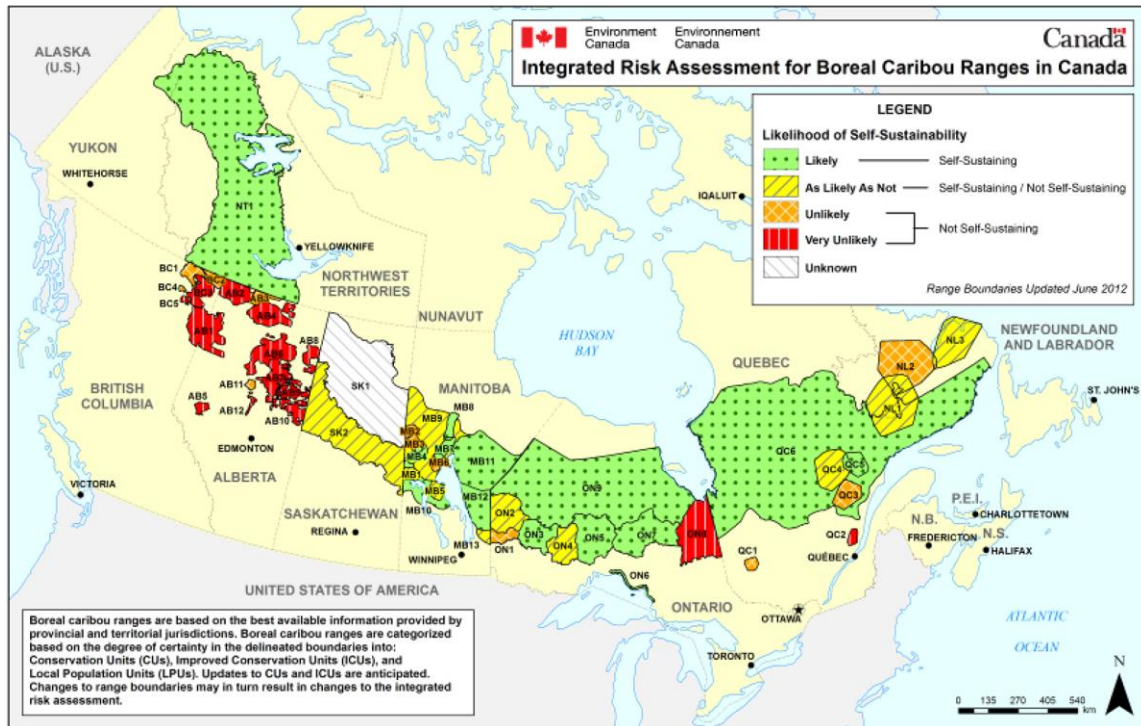 Environment Canada
Environnement Canada
Canada
Integrated Risk Assessment for Boreal Caribou Ranges in Canada
LEGEND
Likelihood of Self-Sustainability
Likely
Self-Sustaining
As Likely As Not
Self-Sustaining / Not Self-Sustaining
Unlikely
Very Unlikely
Not Self-Sustaining
Unknown
Range Boundaries Updated June 2012
ALASKA
(U.S.)
YUKON
WHITEHORSE
NT1
IQALUIT
YELLOWKNIFE
NORTHWEST
TERRITORIES
NUNAVUT
BC1
BC2
BC3
BC4
BC5
AB2
AB3
AB4
AB1
AB8
AB6
AB11
AB5
AB12
AB10
EDMONTON
BRITISH
COLUMBIA
ALBERTA
VICTORIA
SK1
SK2
SASKATCHEWAN
REGINA
MANITOBA
MB8
MB9
MB2
MB3
MB4
MB7
MB6
MB1
MB5
MB10
MB11
MB12
MB13
WINNIPEG
HUDSON
BAY
ON9
ON2
ON1
ON3
ON4
ON5
ON7
ON8
ON6
ONTARIO
OTTAWA
TORONTO
QUEBEC
QC6
QC4
QC5
QC3
QC2
QC1
QUÉBEC
NL3
NL2
NL1
NEWFOUNDLAND
AND LABRADOR
ST. JOHN'S
P.E.I.
CHARLOTTETOWN
N.B.
FREDERICTON
N.S.
HALIFAX
ATLANTIC
OCEAN
UNITED STATES OF AMERICA
Boreal caribou ranges are based on the best available information provided by
provincial and territorial jurisdictions. Boreal caribou ranges are categorized
based on the degree of certainty in the delineated boundaries into:
Conservation Units (CUs), Improved Conservation Units (ICUs), and
Local Population Units (LPUs). Updates to CUs and ICUs are anticipated.
Changes to range boundaries may in turn result in changes to the integrated
risk assessment.
N
0 135 270 405 540
km